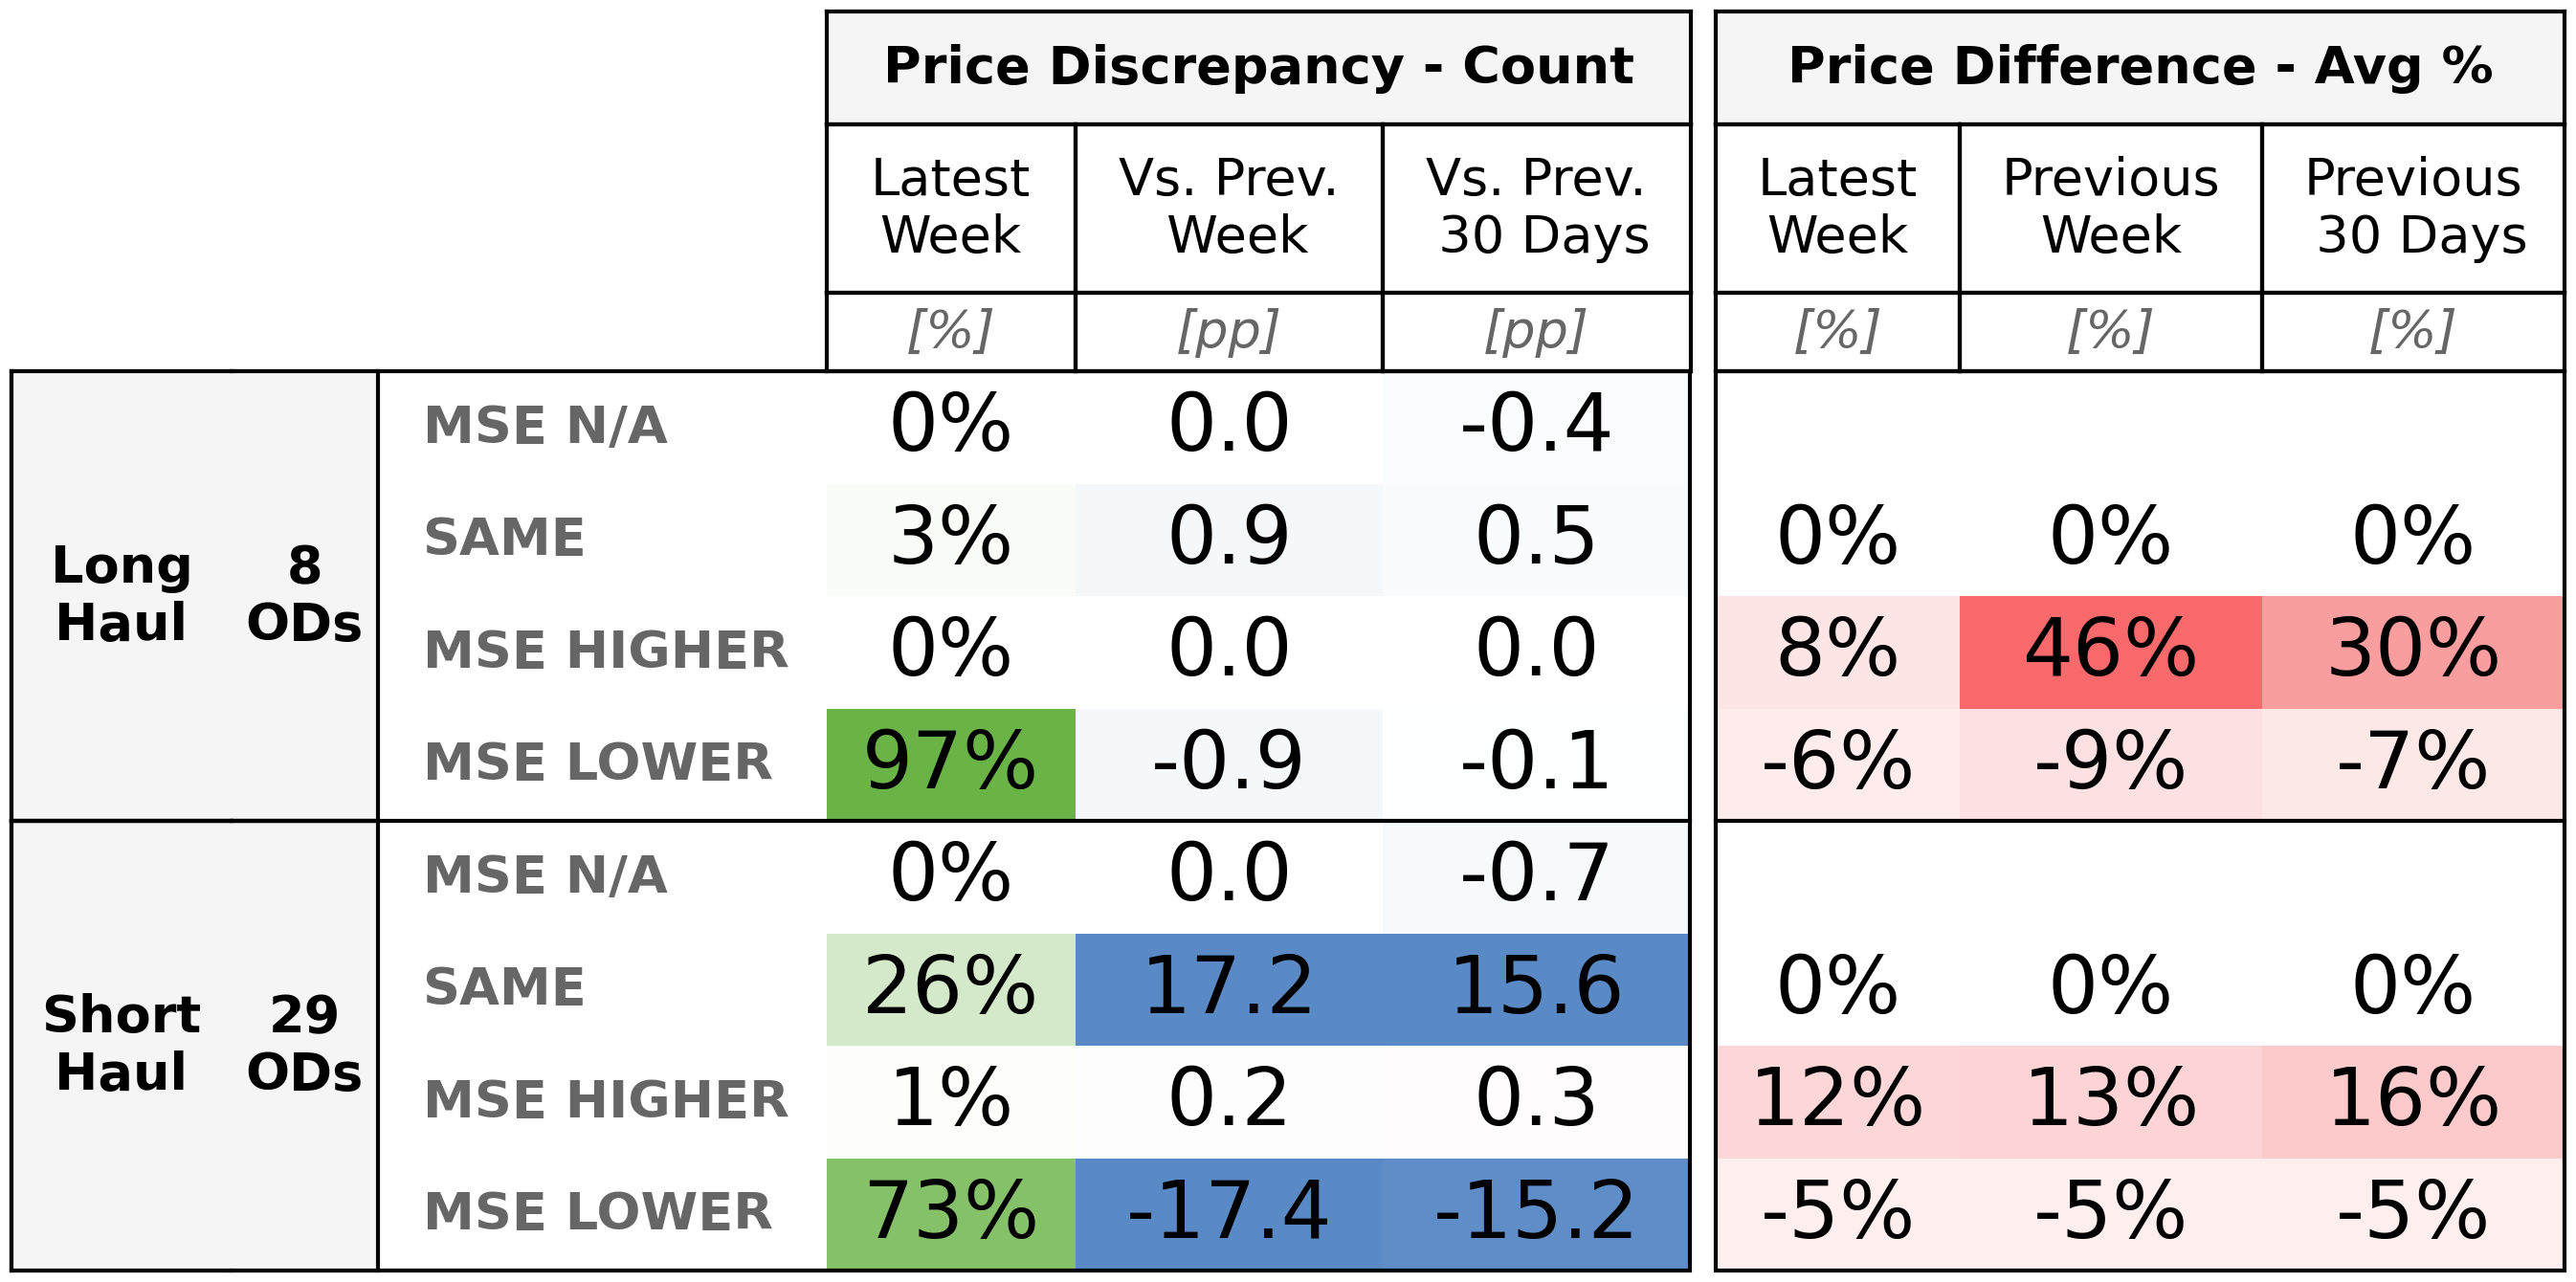 Price Discrepancy - Count Price Difference - Avg %
Latest Week Vs. Prev. Week Vs. Prev. 30 Days Latest Week Previous Week Previous 30 Days
[%] [pp] [pp] [%] [%] [%]
Long Haul 8 ODs
MSE N/A 0% 0.0 -0.4
SAME 3% 0.9 0.5 0% 0% 0%
MSE HIGHER 0% 0.0 0.0 8% 46% 30%
MSE LOWER 97% -0.9 -0.1 -6% -9% -7%
Short Haul 29 ODs
MSE N/A 0% 0.0 -0.7
SAME 26% 17.2 15.6 0% 0% 0%
MSE HIGHER 1% 0.2 0.3 12% 13% 16%
MSE LOWER 73% -17.4 -15.2 -5% -5% -5%